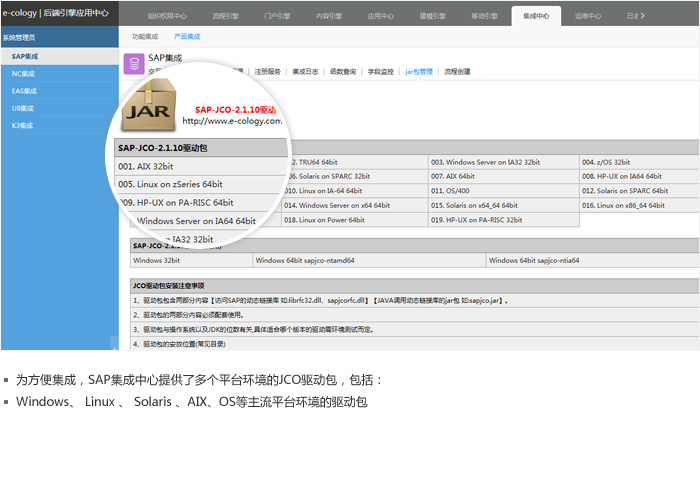 e-cology | 后端引擎应用中心
组织权限中心 流程引擎 门户引擎 内容引擎 应用中心 建模引擎 移动引擎 集成中心 运维中心
系统管理员
功能集成 产品集成
SAP集成
NC集成
EAS集成
U8集成
K3集成
SAP集成
注册服务 | 集成日志 | 函数查询 | 字段监控 | jar包管理 | 流程创建
JAR
SAP-JCO-2.1.10驱动
http://www.e-cology.com
SAP-JCO-2.1.10驱动包
001. AIX 32bit
TRU64 64bit
003. Windows Server on IA32 32bit
004. z/OS 32bit
005. Linux on zSeries 64bit
Solaris on SPARC 32bit
007. AIX 64bit
008. HP-UX on IA64 64bit
009. HP-UX on PA-RISC 64bit
010. Linux on IA-64 64bit
011. OS/400
012. Solaris on SPARC 64bit
Windows Server on IA64 64bit
014. Windows Server on x64 64bit
015. Solaris on x64_64 64bit
016. Linux on x86_64 64bit
IA32 32bit
018. Linux on Power 64bit
019. HP-UX on PA-RISC 32bit
Windows 32bit
Windows 64bit sapjco-ntamd64
Windows 64bit sapjco-ntia64
JCO驱动包安装注意事项
1、驱动包包含两部分内容【访问SAP的动态链接库 如:librfc32.dll、sapjcorfc.dll】【JAVA调用动态链接库的jar包 如:sapjco.jar】。
2、驱动包的两部分内容必须配套使用。
3、驱动包与操作系统以及JDK的位数有关,具体适合哪个版本的驱动需环境测试而定。
4、驱动包的安放位置(常见目录)
为方便集成，SAP集成中心提供了多个平台环境的JCO驱动包，包括：
Windows、 Linux 、 Solaris 、AIX、OS等主流平台环境的驱动包